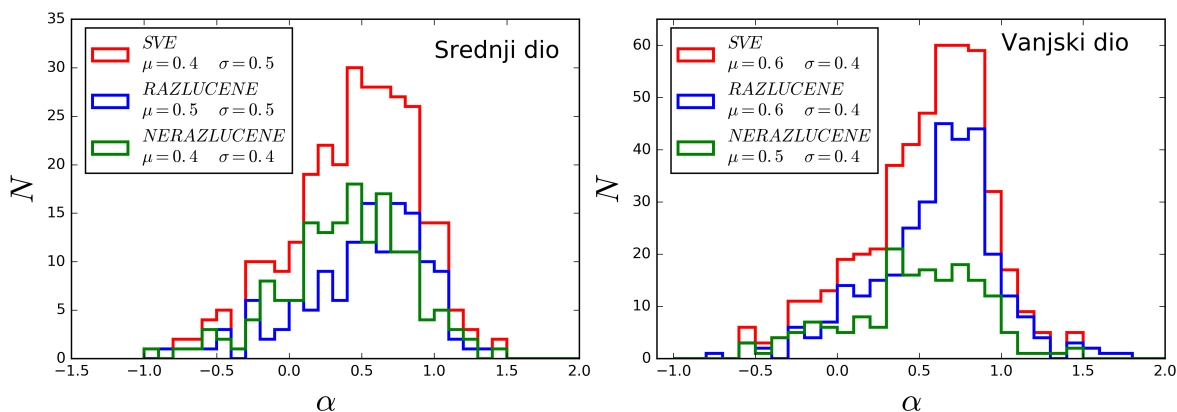 Srednji dio
SVE
μ = 0.4 σ = 0.5
RAZLUCENE
μ = 0.5 σ = 0.5
NERAZLUCENE
μ = 0.4 σ = 0.4
N
35
30
25
20
15
10
5
0
−1.5 −1.0 −0.5 0.0 0.5 1.0 1.5 2.0
α
Vanjski dio
SVE
μ = 0.6 σ = 0.4
RAZLUCENE
μ = 0.6 σ = 0.4
NERAZLUCENE
μ = 0.5 σ = 0.4
N
60
50
40
30
20
10
0
−1.0 −0.5 0.0 0.5 1.0 1.5 2.0
α